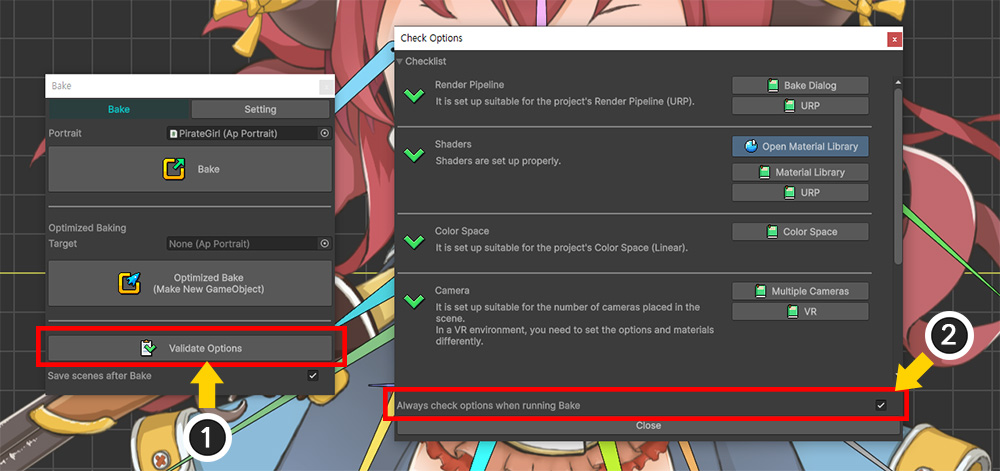 Bake
Bake
Setting
Portrait
PirateGirl (Ap Portrait)
Bake
Optimized Baking
Target
None (Ap Portrait)
Optimized Bake
(Make New GameObject)
Validate Options
Save scenes after Bake
1
Check Options
Checklist
Render Pipeline
It is set up suitable for the project's Render Pipeline (URP).
Bake Dialog
URP
Shaders
Shaders are set up properly.
Open Material Library
Material Library
URP
Color Space
It is set up suitable for the project's Color Space (Linear).
Color Space
Camera
It is set up suitable for the number of cameras placed in the
scene.
In a VR environment, you need to set the options and materials
differently.
Multiple Cameras
VR
2
Always check options when running Bake
Close